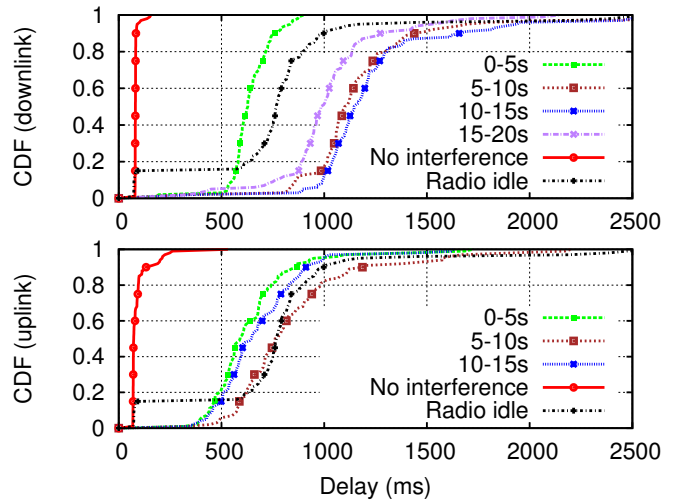 CDF (downlink)
1
0.8
0.6
0.4
0.2
0
0 500 1000 1500 2000 2500
0-5s
5-10s
10-15s
15-20s
No interference
Radio idle
CDF (uplink)
1
0.8
0.6
0.4
0.2
0
0 500 1000 1500 2000 2500
0-5s
5-10s
10-15s
No interference
Radio idle
Delay (ms)